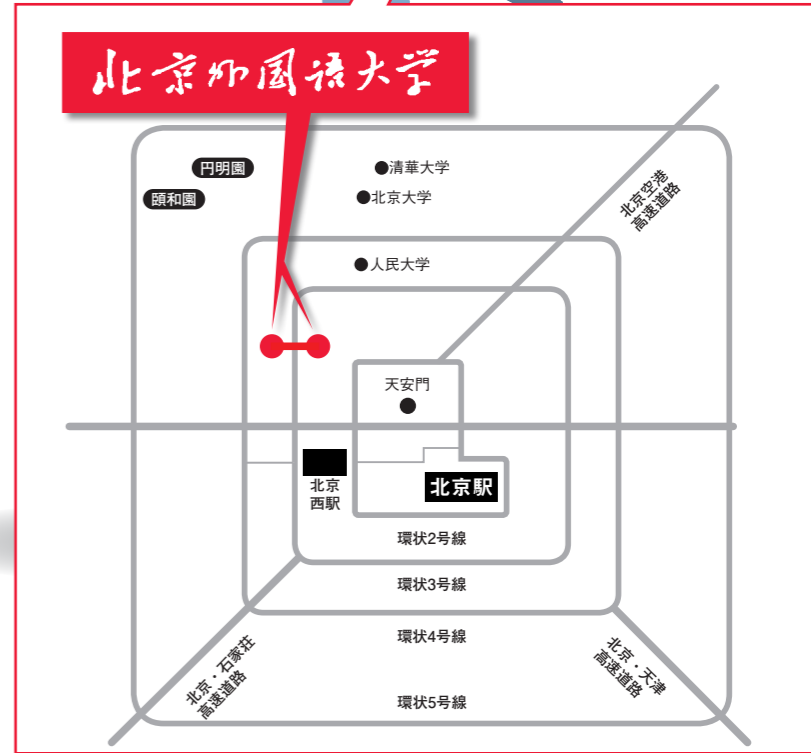 北京外国语大学
円明園
●清華大学
頤和園
●北京大学
北京空港
高速道路
●人民大学
天安門
北京
西駅
北京駅
環状2号線
環状3号線
環状4号線
北京・石家荘
高速道路
北京・天津
高速道路
環状5号線